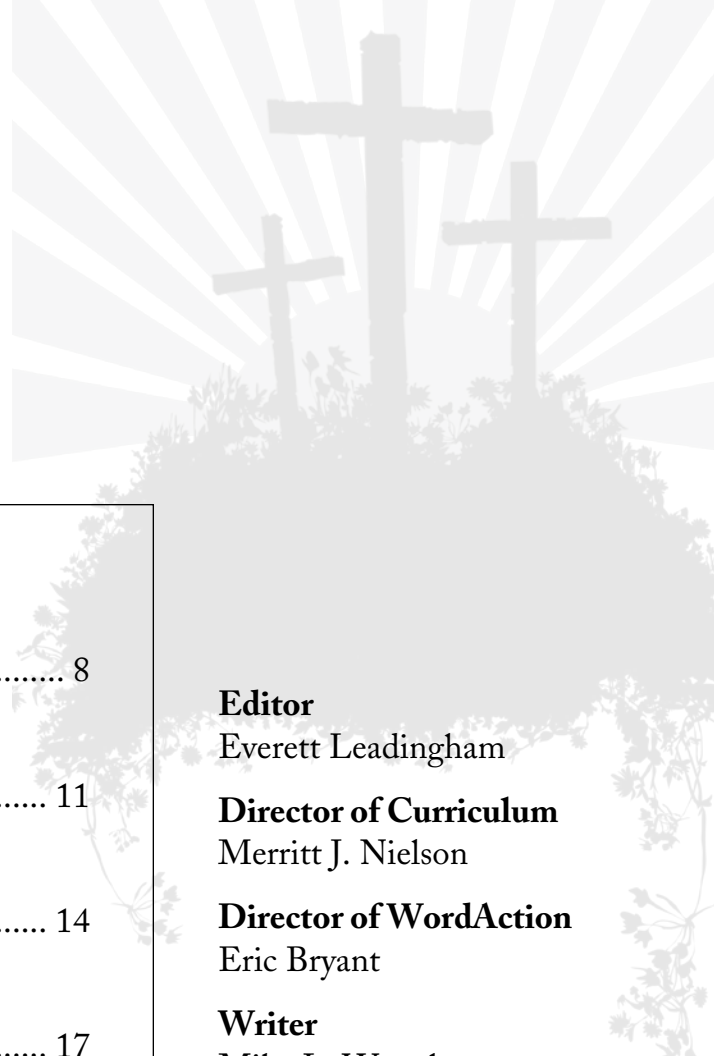 ........ 8
...... 11
...... 14
...... 17
Editor
Everett Leadingham
Director of Curriculum
Merritt J. Nielson
Director of WordAction
Eric Bryant
Writer